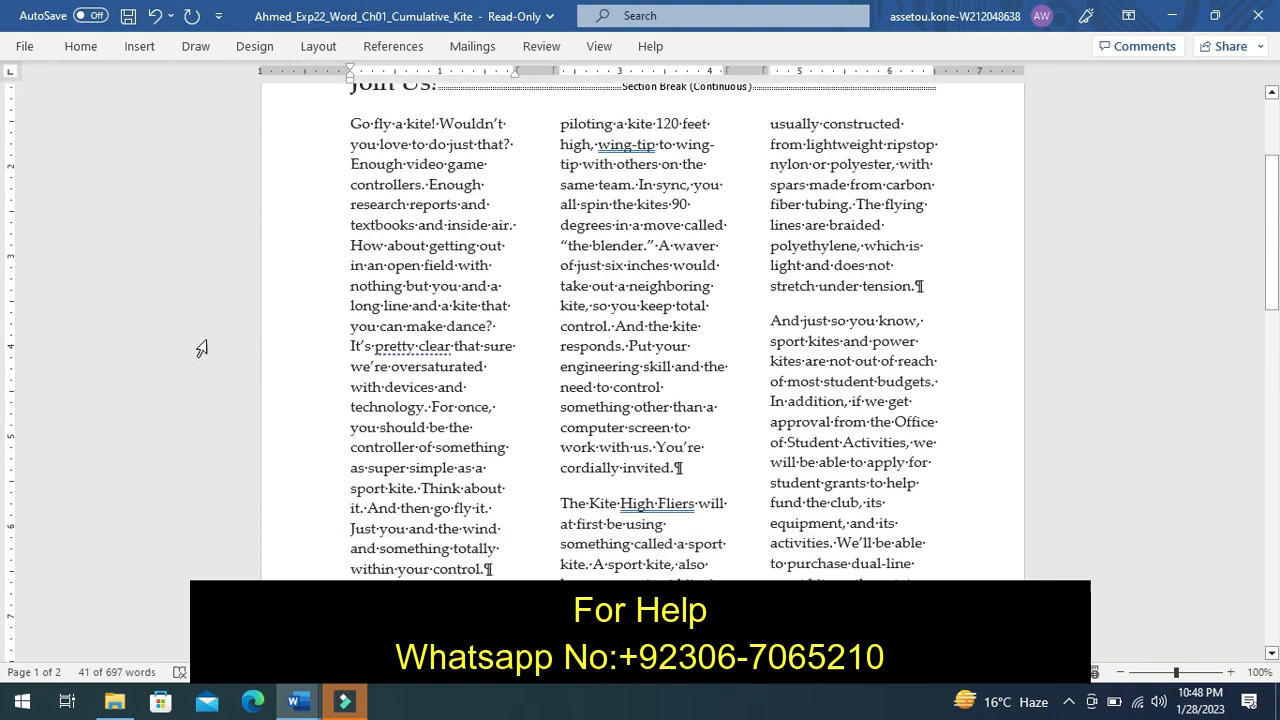 AutoSave Off Ahmed_Exp22_Word_Ch01_Cumulative_Kite - Read-Only Search assetou.kone-W212048638 AW
File Home Insert Draw Design Layout References Mailings Review View Help Comments Share
1 1 3 4 5 6 7
Join Us! Section Break (Continuous)
Go fly a kite! Wouldn't
you love to do just that?
Enough video game
controllers. Enough
research reports and
textbooks and inside air.
How about getting out
in an open field with
nothing but you and a
long line and a kite that
you can make dance?
It's pretty clear that sure
we're oversaturated
with devices and
technology. For once,
you should be the
controller of something
as super simple as a
sport kite. Think about
it. And then go fly it.
Just you and the wind
and something totally
within your control.¶
piloting a kite 120 feet
high, wing-tip to wing-
tip with others on the
same team. In sync, you
all spin the kites 90
degrees in a move called
“the blender.” A waver
of just six inches would
take out a neighboring
kite, so you keep total
control. And the kite
responds. Put your
engineering skill and the
need to control
something other than a
computer screen to
work with us. You're
cordially invited.¶
The Kite High Fliers will
at first be using
something called a sport
kite. A sport kite, also
usually constructed
from lightweight ripstop
nylon or polyester, with
spars made from carbon
fiber tubing. The flying
lines are braided
polyethylene, which is
light and does not
stretch under tension.¶
And just so you know,
sport kites and power
kites are not out of reach
of most student budgets.
In addition, if we get
approval from the Office
of Student Activities, we
will be able to apply for
student grants to help
fund the club, its
equipment, and its
activities. We'll be able
to purchase dual-line
2
3
4
5
6
7
For Help
Whatsapp No:+92306-7065210
Page 1 of 2 41 of 697 words 100%
16°C Haze 10:48 PM
1/28/2023